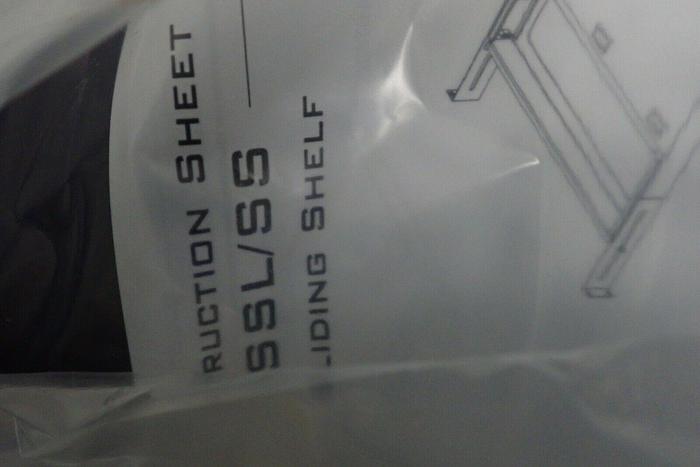 RUCTION SHEET
SSL/SS
LIDING SHELF